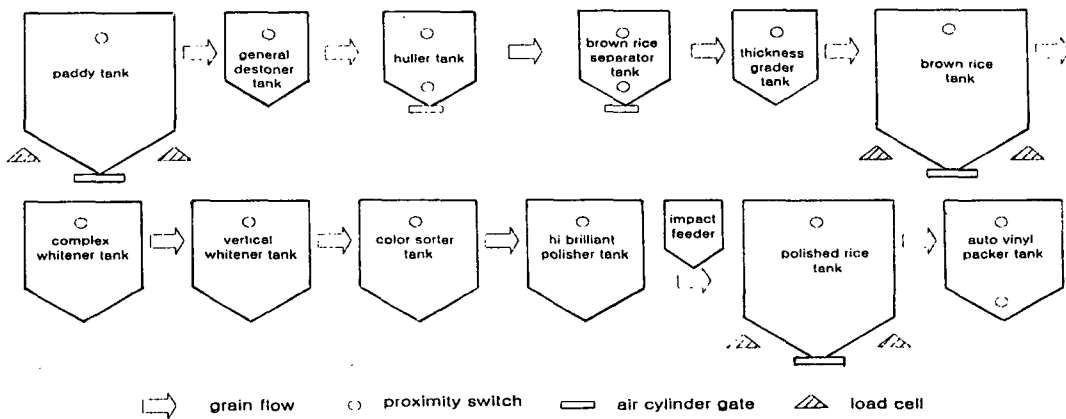 paddy tank
general
destoner
tank
huller tank
brown rice
separator
tank
thickness
grader
tank
brown rice
tank
complex
whitener tank
vertical
whitener tank
color sorter
tank
hi brilliant
polisher tank
impact
feeder
polished rice
tank
auto vinyl
packer tank
grain flow
proximity switch
air cylinder gate
load cell